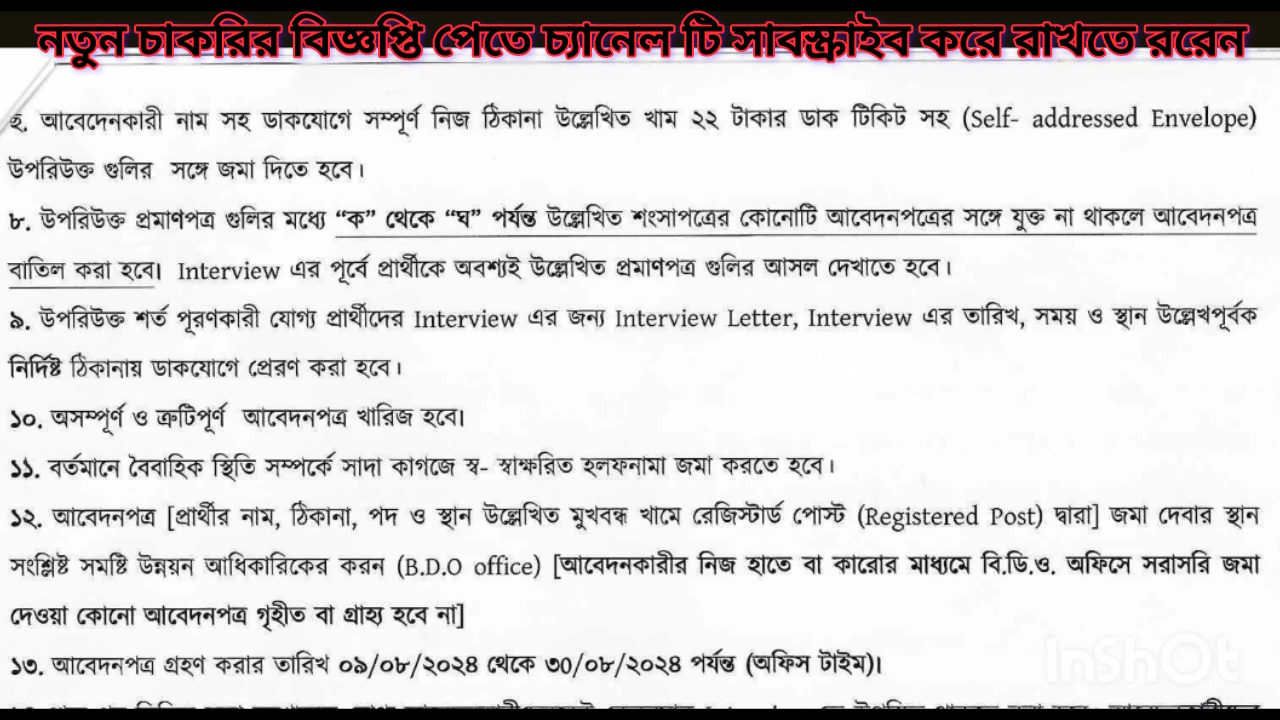 নতুন চাকরির বিজ্ঞপ্তি পেতে চ্যানেল টি সাবস্ক্রাইব করে রাখতে ররেন
হ. আবেদেনকারী নাম সহ ডাকযোগে সম্পূর্ণ নিজ ঠিকানা উল্লেখিত খাম ২২ টাকার ডাক টিকিট সহ (Self- addressed Envelope)
উপরিউক্ত গুলির সঙ্গে জমা দিতে হবে।
৮. উপরিউক্ত প্রমাণপত্র গুলির মধ্যে “ক” থেকে “ঘ” পর্যন্ত উল্লেখিত শংসাপত্রের কোনোটি আবেদনপত্রের সঙ্গে যুক্ত না থাকলে আবেদনপত্র
বাতিল করা হবে। Interview এর পূর্বে প্রার্থীকে অবশ্যই উল্লেখিত প্রমাণপত্র গুলির আসল দেখাতে হবে।
৯. উপরিউক্ত শর্ত পূরণকারী যোগ্য প্রার্থীদের Interview এর জন্য Interview Letter, Interview এর তারিখ, সময় ও স্থান উল্লেখপূর্বক
নির্দিষ্ট ঠিকানায় ডাকযোগে প্রেরণ করা হবে।
১০. অসম্পূর্ণ ও ত্রুটিপূর্ণ আবেদনপত্র খারিজ হবে।
১১. বর্তমানে বৈবাহিক স্থিতি সম্পর্কে সাদা কাগজে স্ব- স্বাক্ষরিত হলফনামা জমা করতে হবে।
১২. আবেদনপত্র [প্রার্থীর নাম, ঠিকানা, পদ ও স্থান উল্লেখিত মুখবন্ধ খামে রেজিস্টার্ড পোস্ট (Registered Post) দ্বারা] জমা দেবার স্থান
সংশ্লিষ্ট সমষ্টি উন্নয়ন আধিকারিকের করন (B.D.O office) [আবেদনকারীর নিজ হাতে বা কারোর মাধ্যমে বি.ডি.ও. অফিসে সরাসরি জমা
দেওয়া কোনো আবেদনপত্র গৃহীত বা গ্রাহ্য হবে না]
১৩. আবেদনপত্র গ্রহণ করার তারিখ ০৯/০৮/২০২৪ থেকে ৩০/০৮/২০২৪ পর্যন্ত (অফিস টাইম)।
InShOt